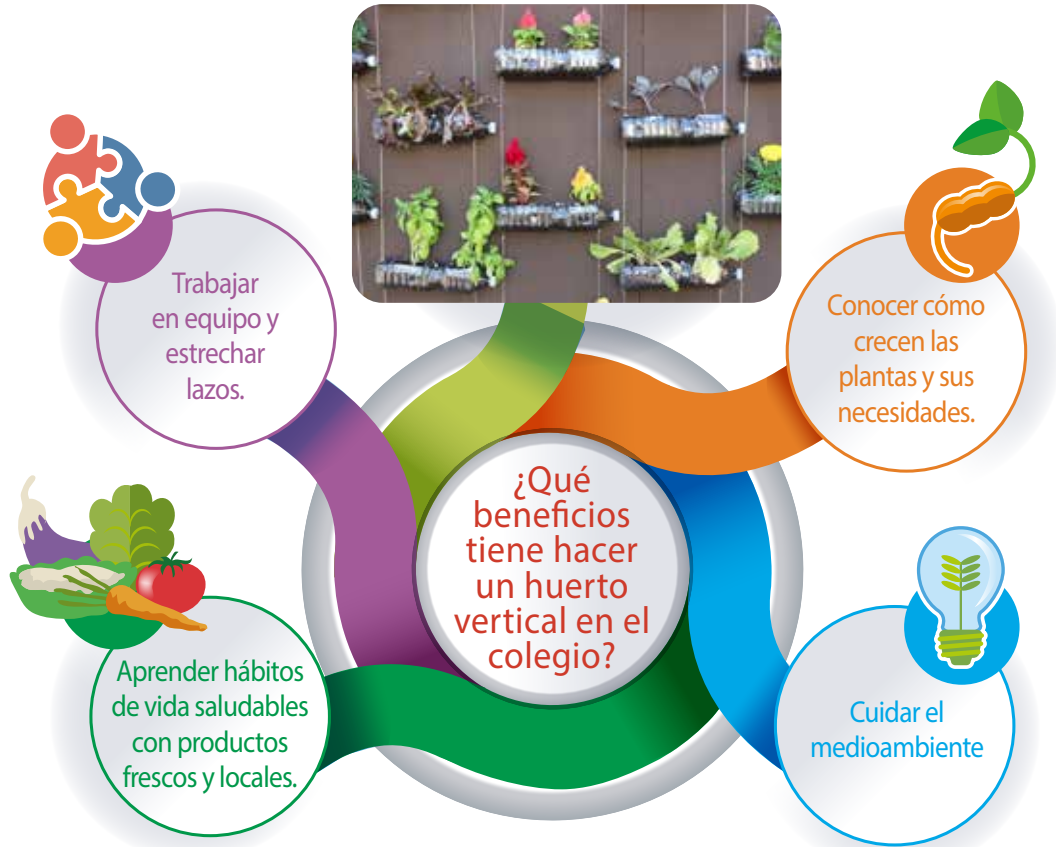 Trabajar
en equipo y
estrechar
lazos.
Conocer cómo
crecen las
plantas y sus
necesidades.
¿Qué
beneficios
tiene hacer
un huerto
vertical en el
colegio?
Aprender hábitos
de vida saludables
con productos
frescos y locales.
Cuidar el
medioambiente